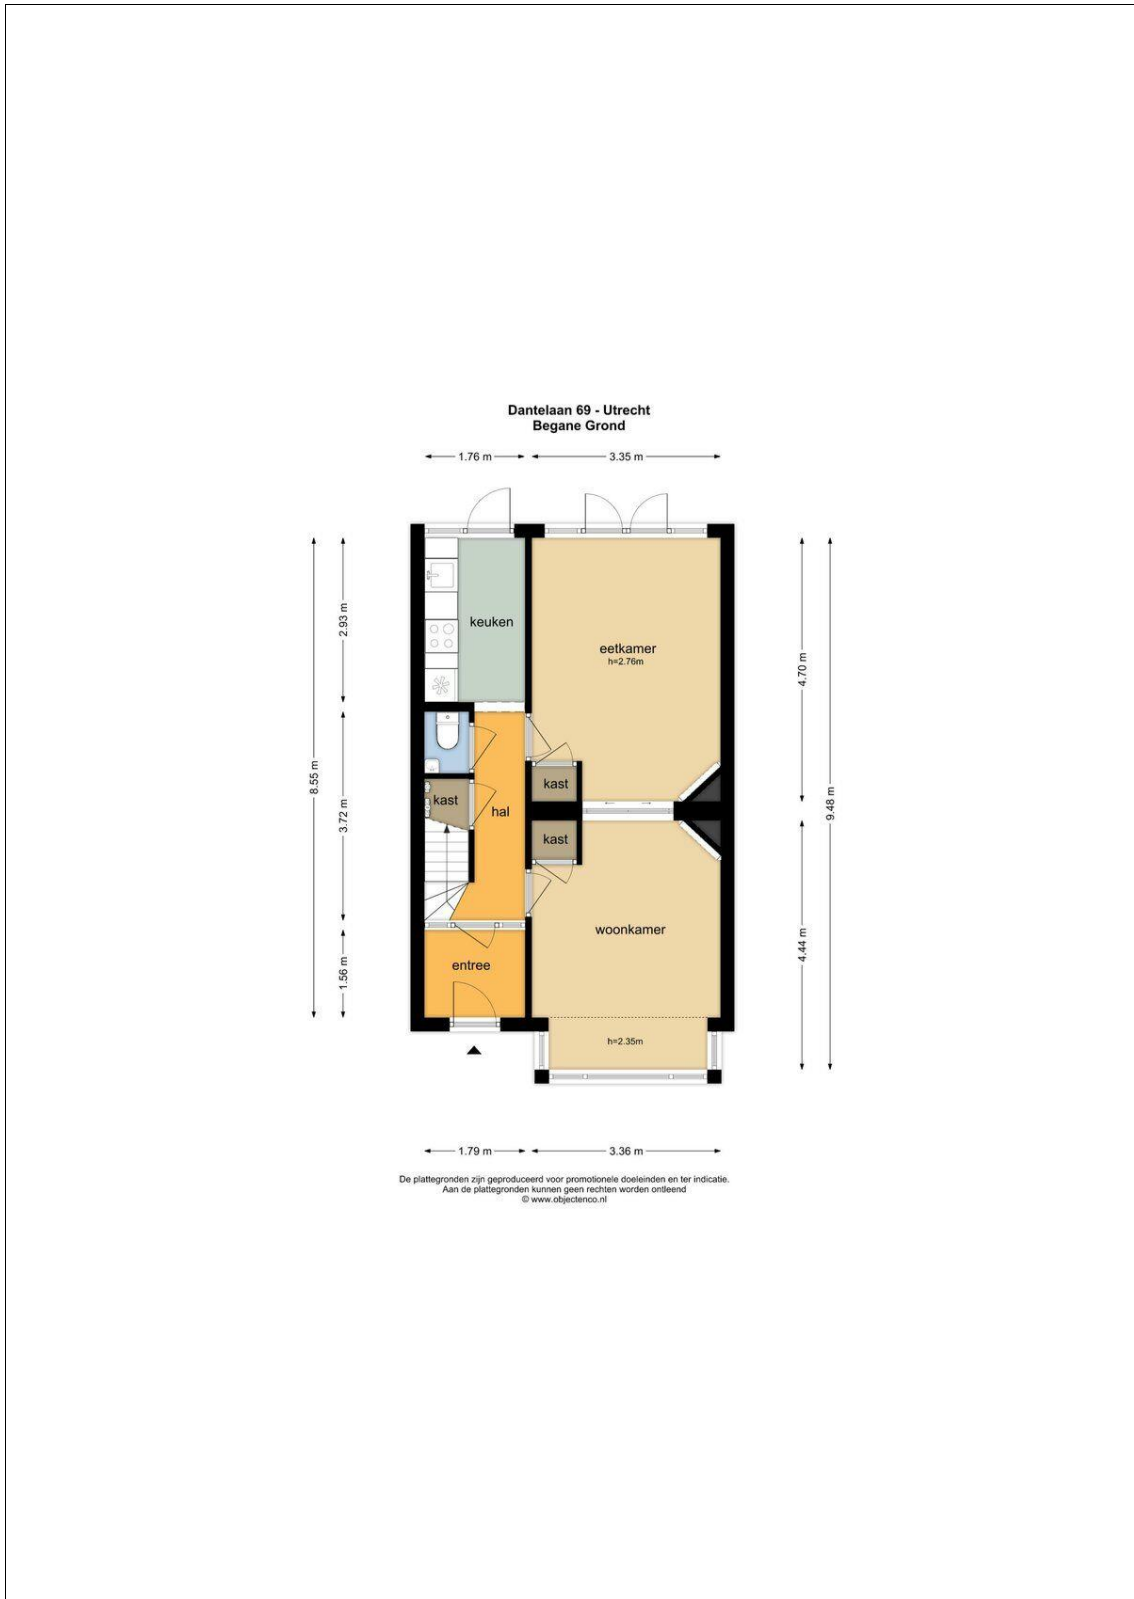 Dantelaan 69 - Utrecht
Begane Grond
1.76 m
3.35 m
8.55 m
2.93 m
3.72 m
1.56 m
keuken
eetkamer
h=2.76m
kast
kast
hal
kast
woonkamer
entree
h=2.35m
4.70 m
4.44 m
9.48 m
1.79 m
3.36 m
De plattegronden zijn geproduceerd voor promotionele doeleinden en ter indicatie.
Aan de plattegronden kunnen geen rechten worden ontleend
© www.objectenco.nl